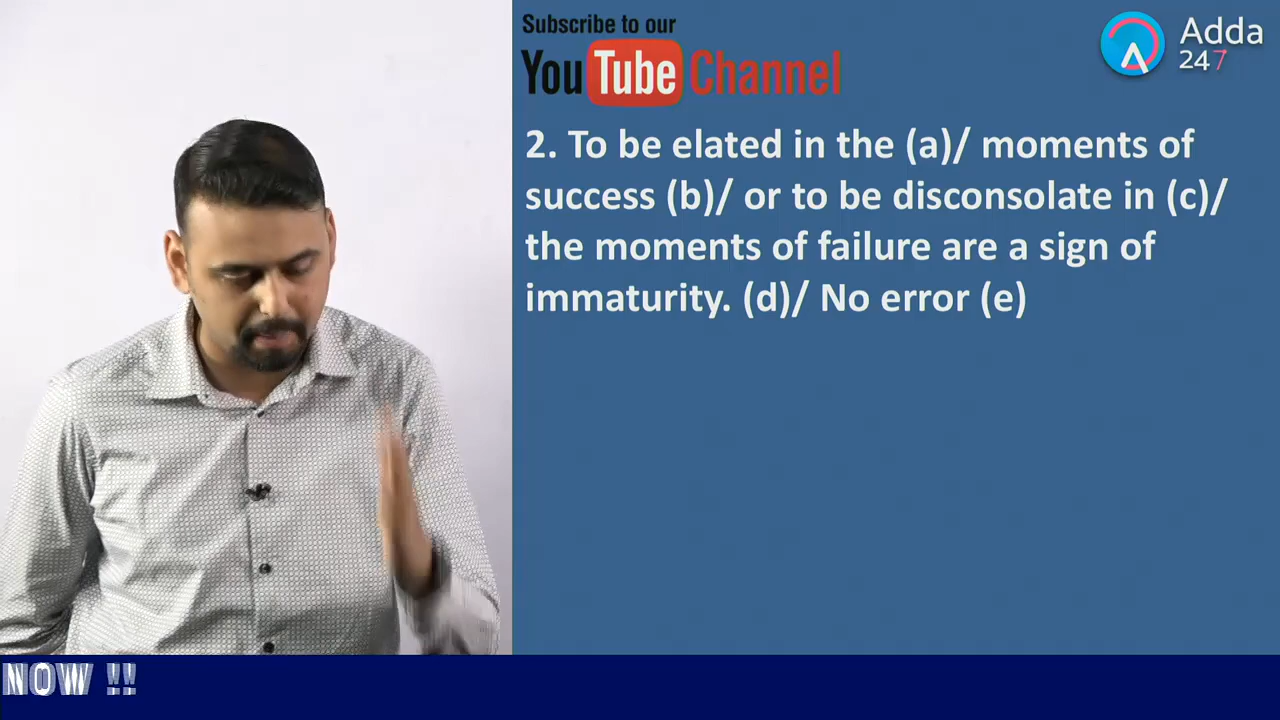 Subscribe to our
YouTube Channel
Adda
247
2. To be elated in the (a)/ moments of
success (b)/ or to be disconsolate in (c)/
the moments of failure are a sign of
immaturity. (d)/ No error (e)
NOW !!